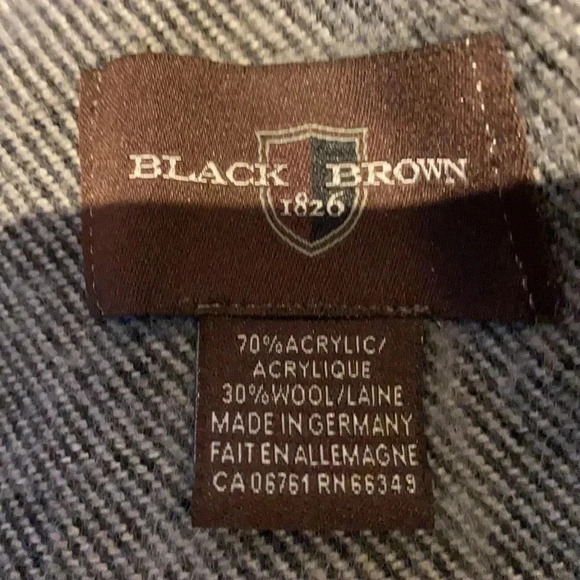 BLACK BROWN
1826
70%ACRYLIC/
ACRYLIQUE
30%WOOL/LAINE
MADE IN GERMANY
FAIT EN ALLEMAGNE
CA 06761 RN 66349